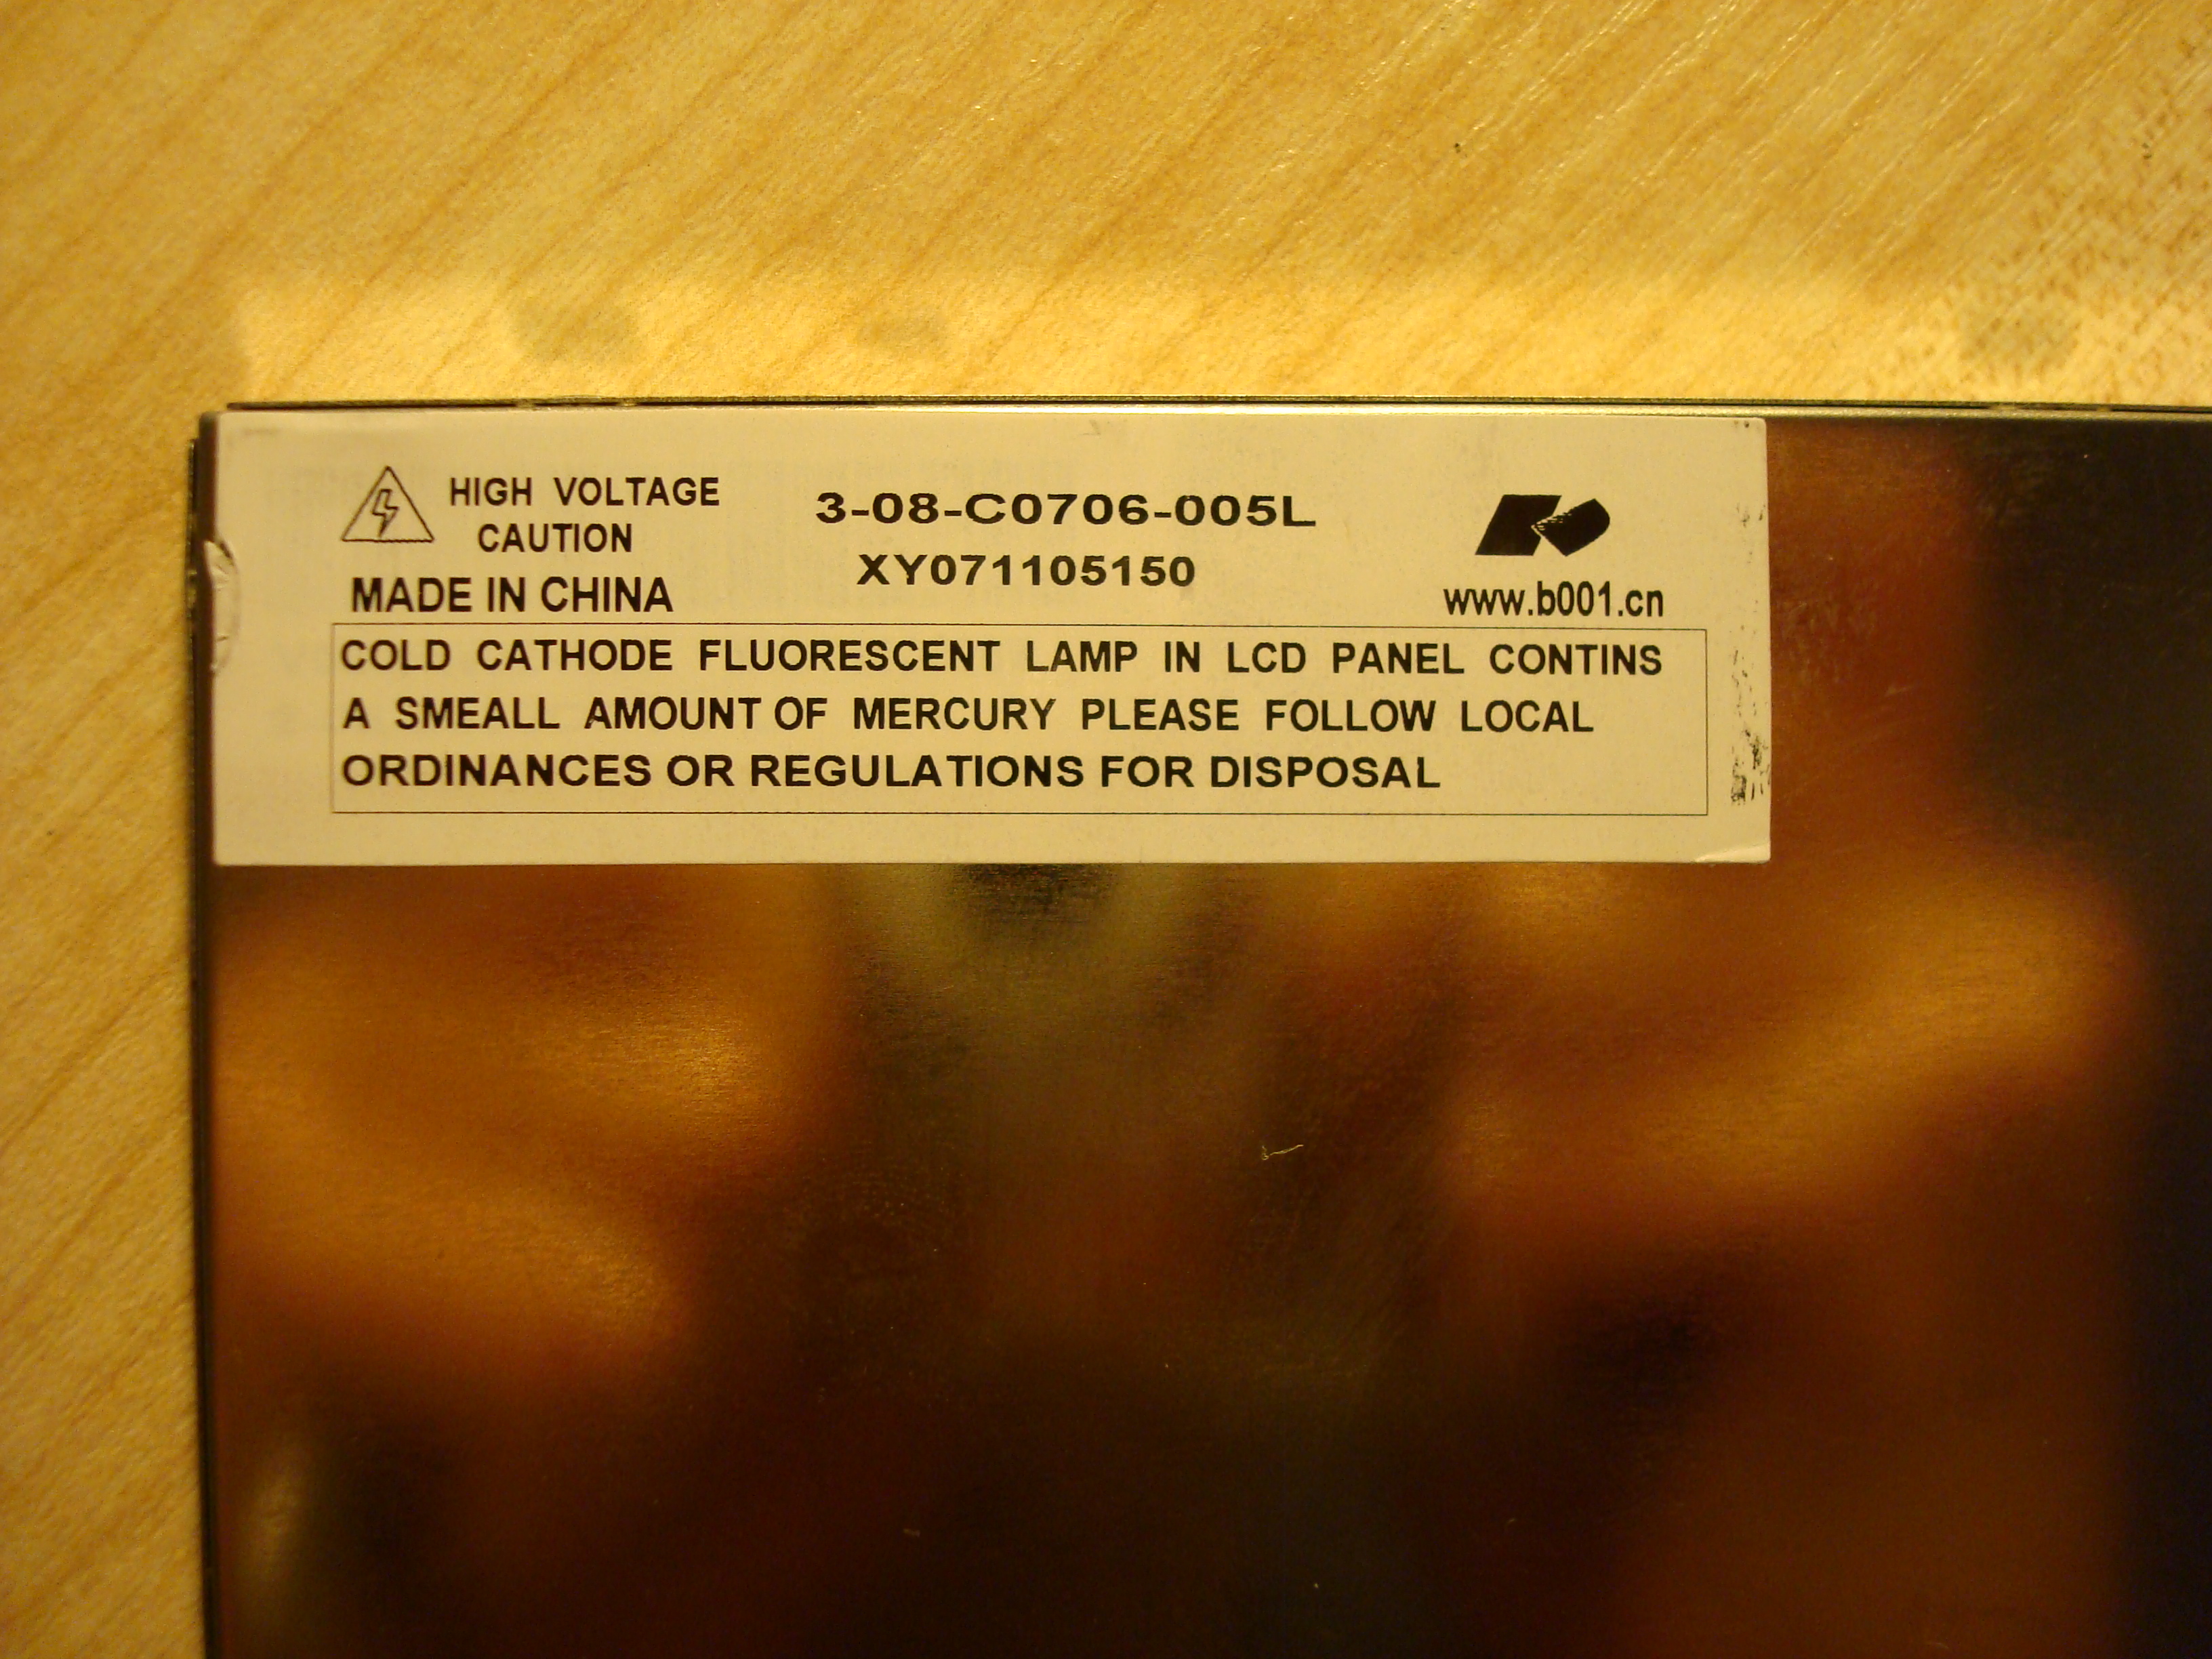 HIGH VOLTAGE
CAUTION
MADE IN CHINA
3-08-C0706-005L
XY071105150
www.b001.cn
COLD CATHODE FLUORESCENT LAMP IN LCD PANEL CONTINS
A SMEALL AMOUNT OF MERCURY PLEASE FOLLOW LOCAL
ORDINANCES OR REGULATIONS FOR DISPOSAL